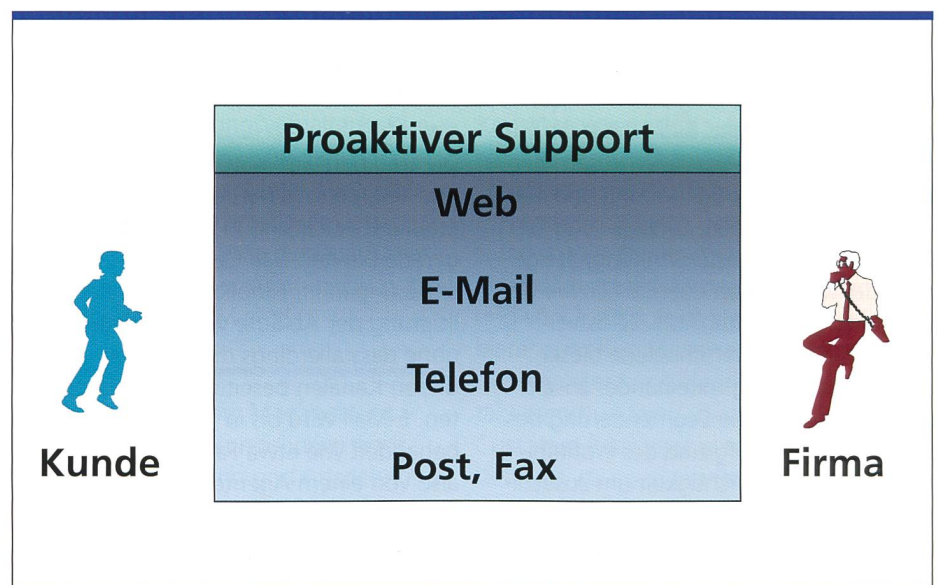 Proaktiver Support
Web
E-Mail
Telefon
Post, Fax
Kunde
Firma